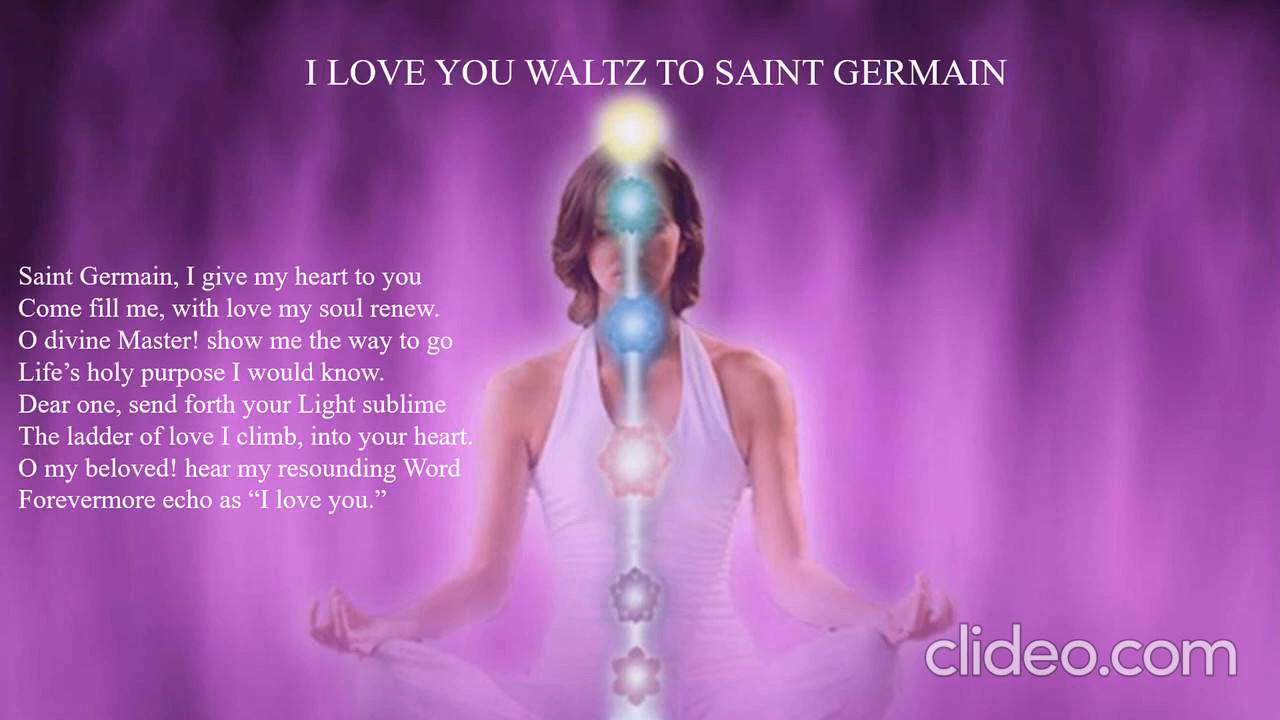 I LOVE YOU WALTZ TO SAINT GERMAIN
Saint Germain, I give my heart to you
Come fill me, with love my soul renew.
O divine Master! show me the way to go
Life’s holy purpose I would know.
Dear one, send forth your Light sublime
The ladder of love I climb, into your heart.
O my beloved! hear my resounding Word
Forevermore echo as “I love you.”
clideo.com